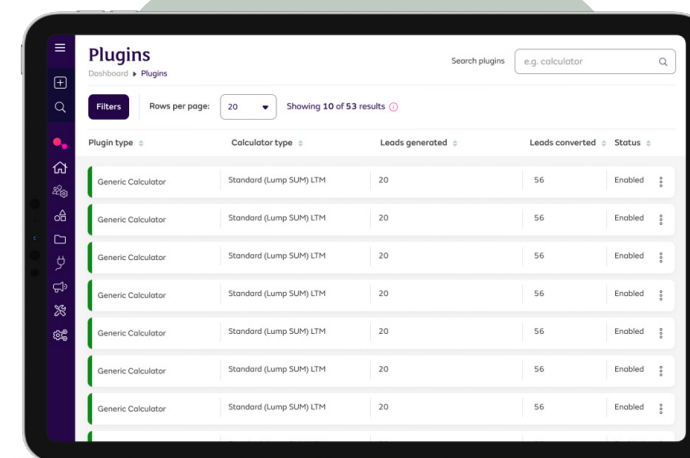 Plugins
Dashboard ▸ Plugins
Search plugins
e.g. calculator
Filters
Rows per page:
20
Showing 10 of 53 results
Plugin type Calculator type Leads generated Leads converted Status
Generic Calculator Standard (Lump SUM) LTM 20 56 Enabled
Generic Calculator Standard (Lump SUM) LTM 20 56 Enabled
Generic Calculator Standard (Lump SUM) LTM 20 56 Enabled
Generic Calculator Standard (Lump SUM) LTM 20 56 Enabled
Generic Calculator Standard (Lump SUM) LTM 20 56 Enabled
Generic Calculator Standard (Lump SUM) LTM 20 56 Enabled
Generic Calculator Standard (Lump SUM) LTM 20 56 Enabled